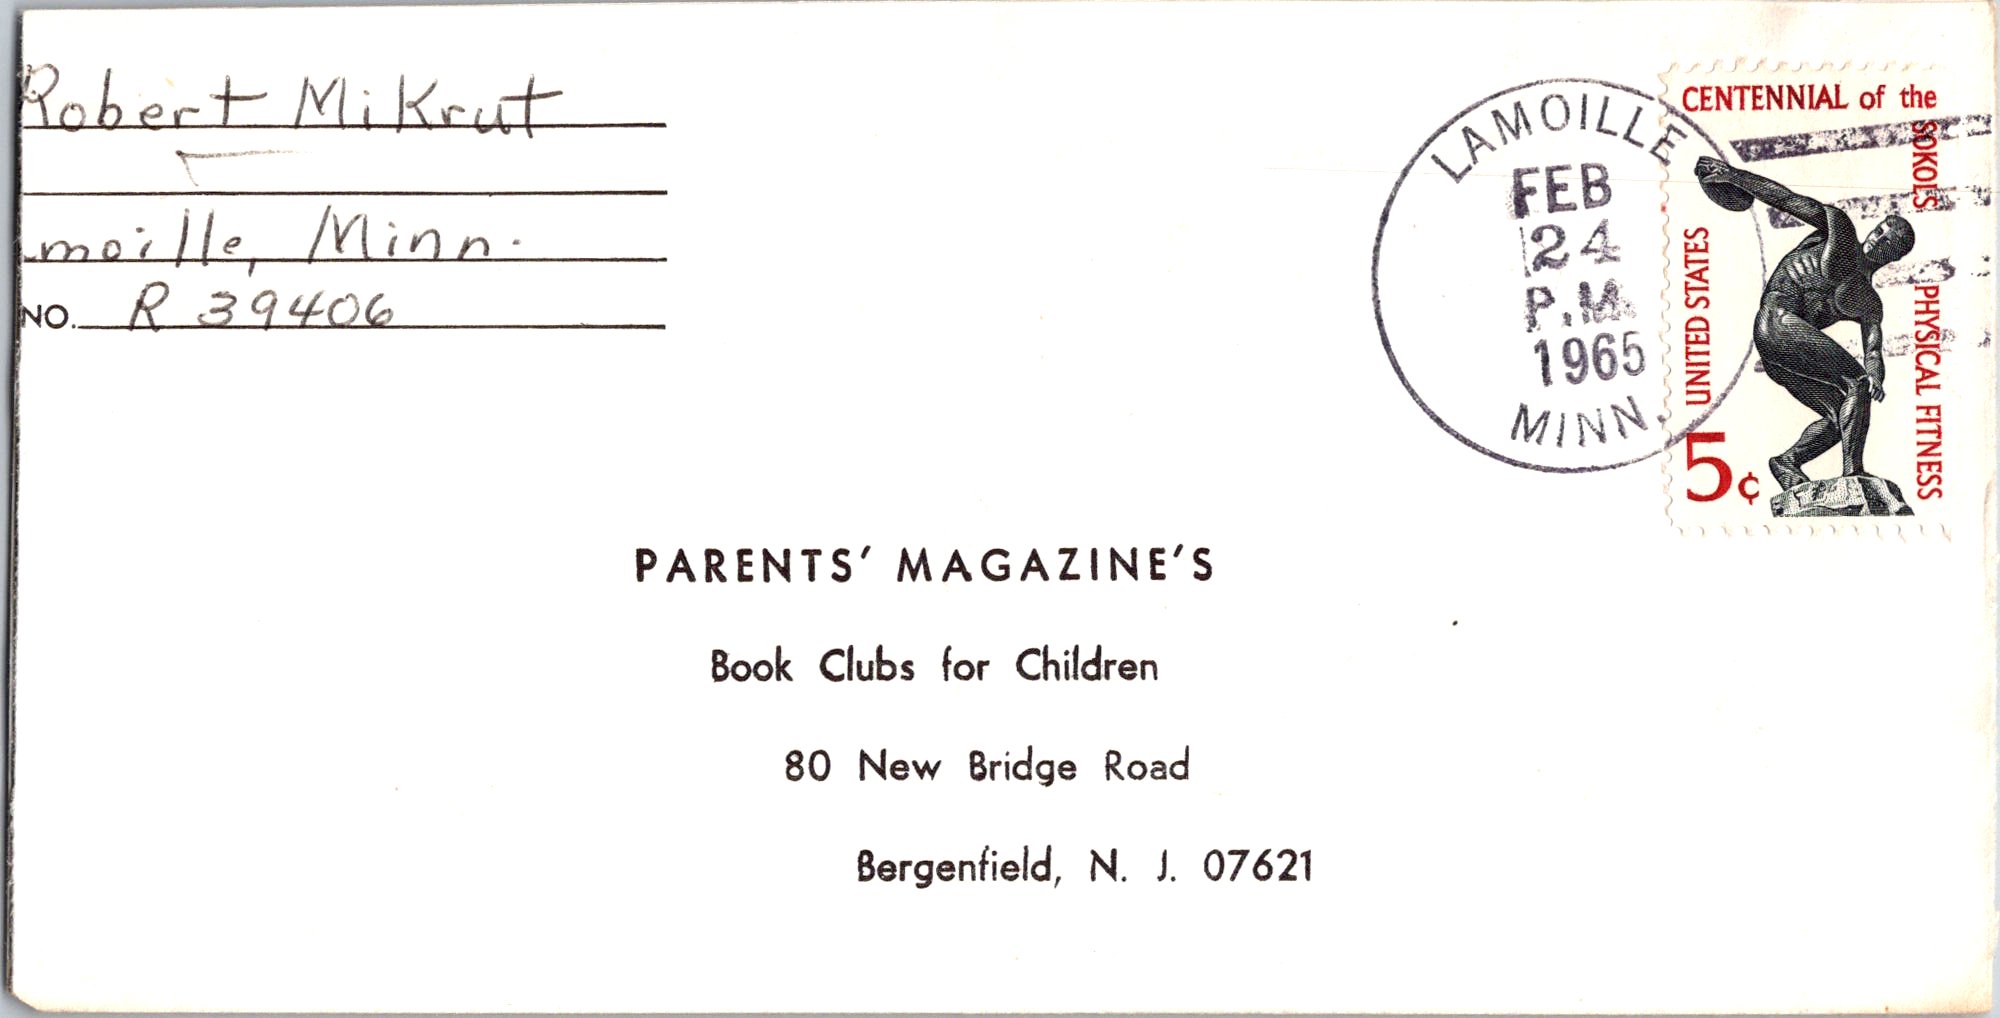 Robert Mikrut
moille, Minn.
NO. R 39406
LAMOILLE
FEB
24
P.M.
1965
MINN.
CENTENNIAL of the
SOKOLS PHYSICAL FITNESS
UNITED STATES
5¢
PARENTS' MAGAZINE'S
Book Clubs for Children
80 New Bridge Road
Bergenfield, N. J. 07621